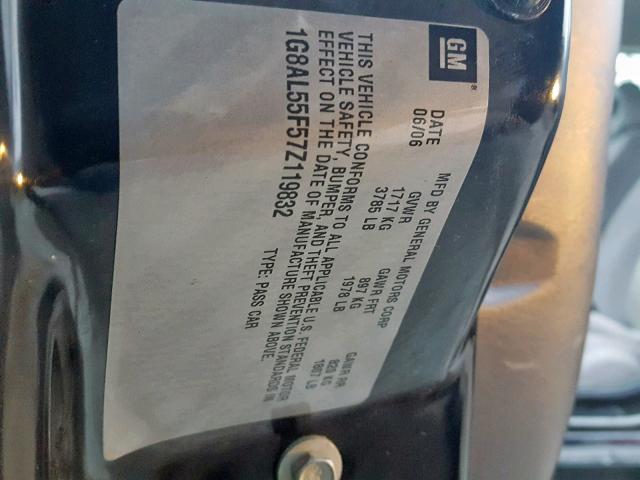 GM®
DATE
06/06
MFD BY GENERAL MOTORS CORP
GVWR GAWR FRT GAWR RR
1717 KG 897 KG 820 KG
3785 LB 1978 LB 1807 LB
THIS VEHICLE CONFORMS TO ALL APPLICABLE U.S. FEDERAL MOTOR
VEHICLE SAFETY, BUMPER, AND THEFT PREVENTION STANDARDS IN
EFFECT ON THE DATE OF MANUFACTURE SHOWN ABOVE.
1G8AL55F57Z119832 TYPE: PASS CAR